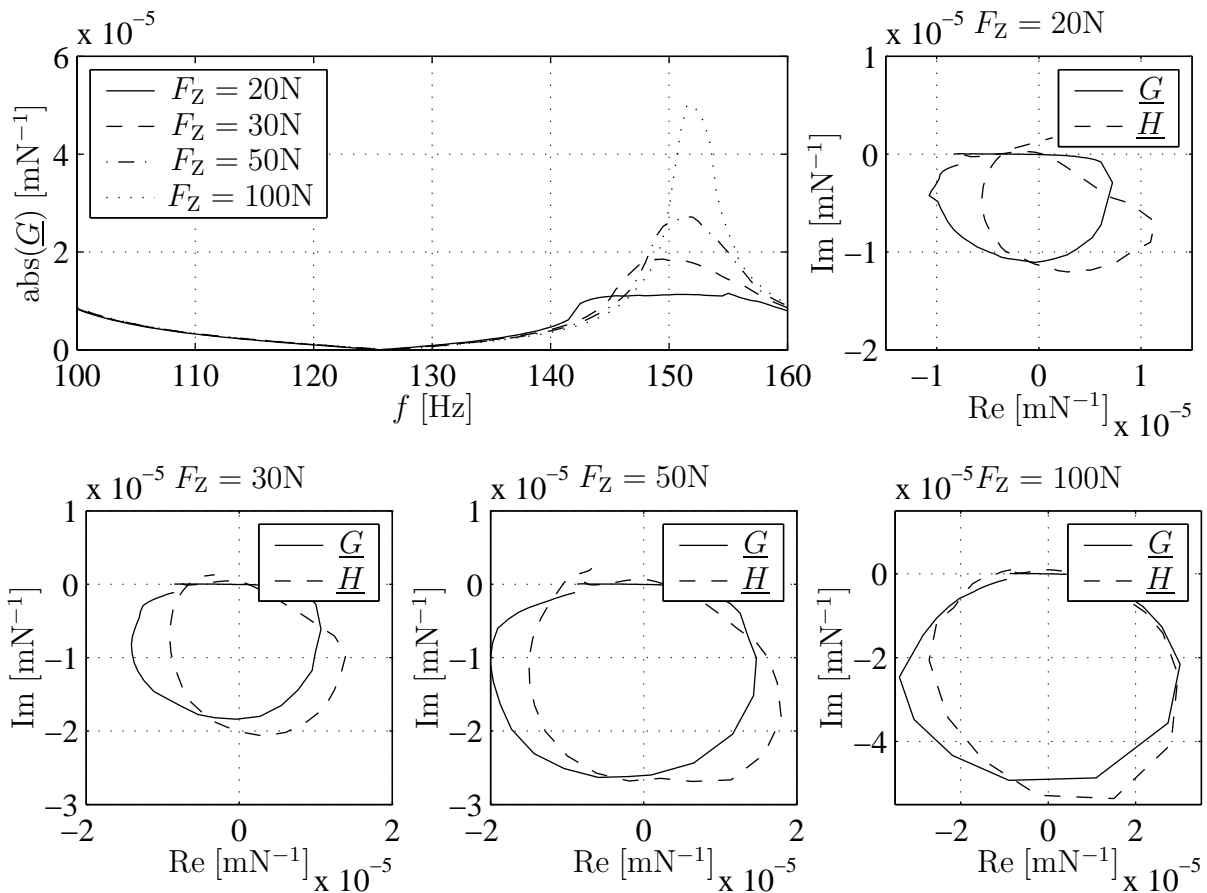 x 10⁻⁵
6
4
2
0
abs(G) [mN⁻¹]
F_Z = 20N
F_Z = 30N
F_Z = 50N
F_Z = 100N
100 110 120 130 140 150 160
f [Hz]
x 10⁻⁵ F_Z = 20N
1
0
−1
−2
Im [mN⁻¹]
G
H
−1 0 1
Re [mN⁻¹] x 10⁻⁵
x 10⁻⁵ F_Z = 30N
1
0
−1
−2
−3
Im [mN⁻¹]
G
H
−2 0 2
Re [mN⁻¹] x 10⁻⁵
x 10⁻⁵ F_Z = 50N
1
0
−1
−2
−3
Im [mN⁻¹]
G
H
−2 0 2
Re [mN⁻¹] x 10⁻⁵
x 10⁻⁵ F_Z = 100N
0
−2
−4
Im [mN⁻¹]
G
H
−2 0 2
Re [mN⁻¹] x 10⁻⁵